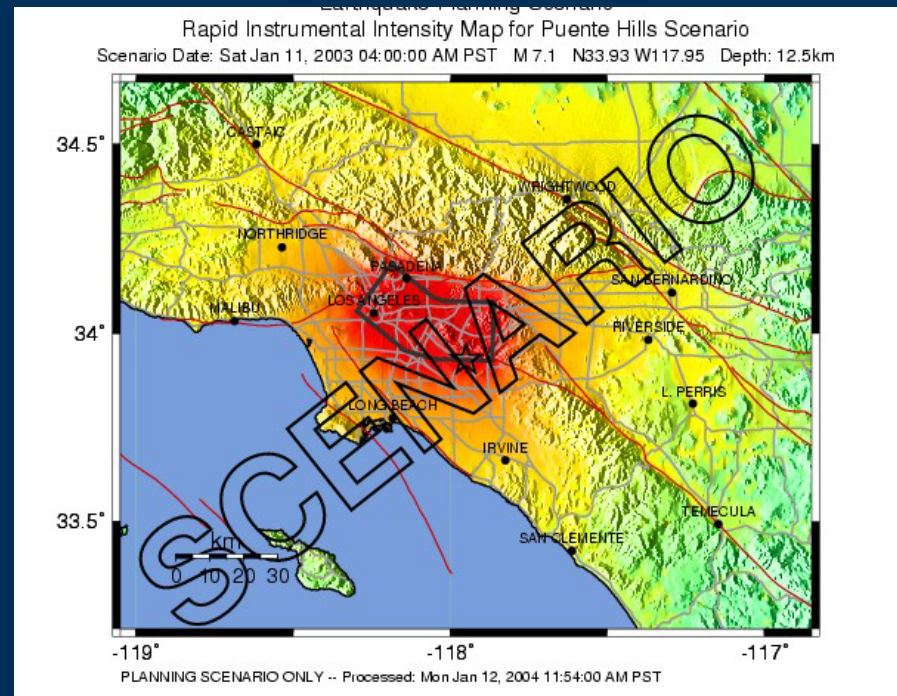 Earthquake Planning Scenario
Rapid Instrumental Intensity Map for Puente Hills Scenario
Scenario Date: Sat Jan 11, 2003 04:00:00 AM PST M 7.1 N33.93 W117.95 Depth: 12.5km
34.5°
CASTAIC
WRIGHTWOOD
NORTHRIDGE
PASADENA
SAN BERNARDINO
LOS ANGELES
MALIBU
34°
RIVERSIDE
L. PERRIS
LONG BEACH
IRVINE
33.5°
TEMECULA
SAN CLEMENTE
SCENARIO
km
0 10 20 30
-119° -118° -117°
PLANNING SCENARIO ONLY -- Processed: Mon Jan 12, 2004 11:54:00 AM PST